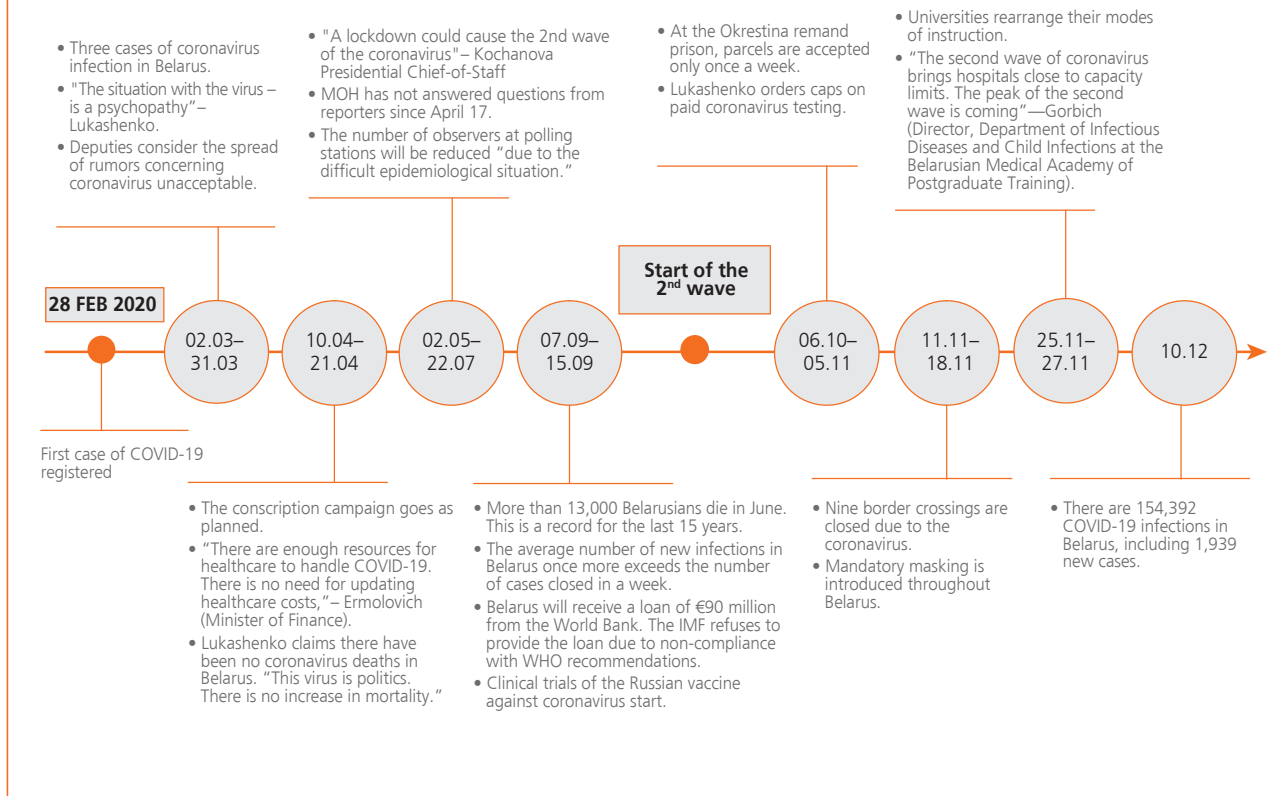 • Three cases of coronavirus
infection in Belarus.
• "The situation with the virus –
is a psychopathy”–
Lukashenko.
• Deputies consider the spread
of rumors concerning
coronavirus unacceptable.
• "A lockdown could cause the 2nd wave
of the coronavirus"– Kochanova
Presidential Chief-of-Staff
• MOH has not answered questions from
reporters since April 17.
• The number of observers at polling
stations will be reduced “due to the
difficult epidemiological situation.”
• At the Okrestina remand
prison, parcels are accepted
only once a week.
• Lukashenko orders caps on
paid coronavirus testing.
• Universities rearrange their modes
of instruction.
• “The second wave of coronavirus
brings hospitals close to capacity
limits. The peak of the second
wave is coming”—Gorbich
(Director, Department of Infectious
Diseases and Child Infections at the
Belarusian Medical Academy of
Postgraduate Training).
28 FEB 2020
02.03–
31.03
10.04–
21.04
02.05–
22.07
07.09–
15.09
Start of the
2nd wave
06.10–
05.11
11.11–
18.11
25.11–
27.11
10.12
First case of COVID-19
registered
• The conscription campaign goes as
planned.
• “There are enough resources for
healthcare to handle COVID-19.
There is no need for updating
healthcare costs,”– Ermolovich
(Minister of Finance).
• Lukashenko claims there have
been no coronavirus deaths in
Belarus. “This virus is politics.
There is no increase in mortality.”
• More than 13,000 Belarusians die in June.
This is a record for the last 15 years.
• The average number of new infections in
Belarus once more exceeds the number
of cases closed in a week.
• Belarus will receive a loan of €90 million
from the World Bank. The IMF refuses to
provide the loan due to non-compliance
with WHO recommendations.
• Clinical trials of the Russian vaccine
against coronavirus start.
• Nine border crossings are
closed due to the
coronavirus.
• Mandatory masking is
introduced throughout
Belarus.
• There are 154,392
COVID-19 infections in
Belarus, including 1,939
new cases.